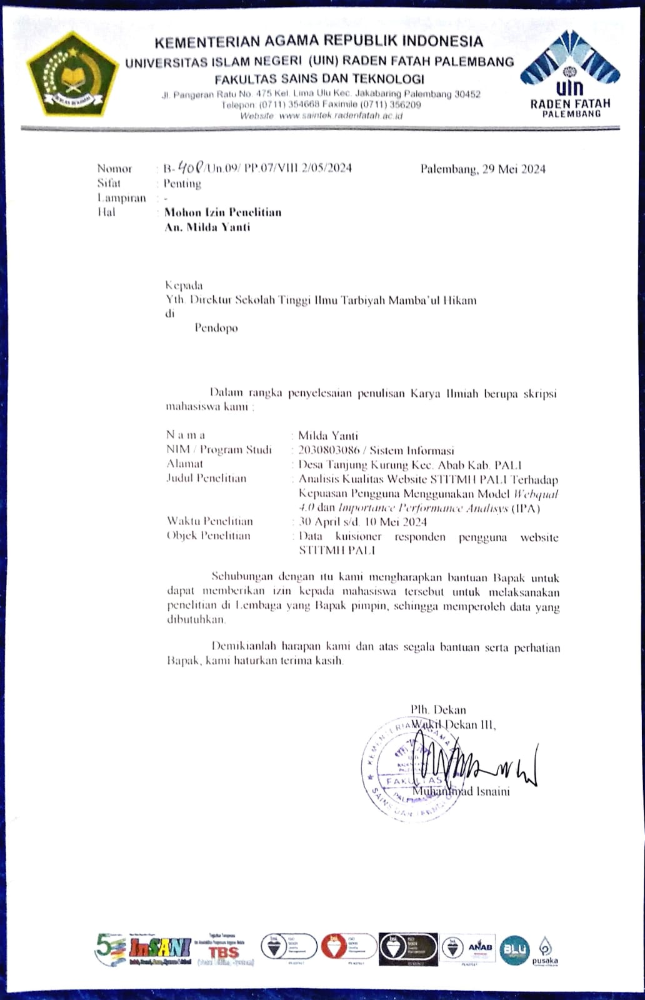 KEMENTERIAN AGAMA REPUBLIK INDONESIA
UNIVERSITAS ISLAM NEGERI (UIN) RADEN FATAH PALEMBANG
FAKULTAS SAINS DAN TEKNOLOGI
Jl. Pangeran Ratu No. 475 Kel. Lima Ulu Kec. Jakabaring Palembang 30452
Telepon: (0711) 354668 Faximile (0711) 356209
Website www.saintek.radenfatah.ac.id
uin
RADEN FATAH
PALEMBANG
Nomor : B- /Un.09/ PP.07/VIII.2/05/2024 Palembang, 29 Mei 2024
Sifat : Penting
Lampiran : -
Hal : Mohon Izin Penelitian
An. Milda Yanti
Kepada
Yth. Direktur Sekolah Tinggi Ilmu Tarbiyah Mamba'ul Hikam
di
Pendopo
Dalam rangka penyelesaian penulisan Karya Ilmiah berupa skripsi
mahasiswa kami :
N a m a : Milda Yanti
NIM / Program Studi : 2030803086 / Sistem Informasi
Alamat : Desa Tanjung Kurung Kec. Abab Kab. PALI
Judul Penelitian : Analisis Kualitas Website STITMH PALI Terhadap
Kepuasan Pengguna Menggunakan Model Webqual
4.0 dan Importance Performance Analisys (IPA)
Waktu Penelitian : 30 April s/d. 10 Mei 2024
Objek Penelitian : Data kuisioner responden pengguna website
STITMH PALI
Sehubungan dengan itu kami mengharapkan bantuan Bapak untuk
dapat memberikan izin kepada mahasiswa tersebut untuk melaksanakan
penelitian di Lembaga yang Bapak pimpin, sehingga memperoleh data yang
dibutuhkan.
Demikianlah harapan kami dan atas segala bantuan serta perhatian
Bapak, kami haturkan terima kasih.
Plh. Dekan
Wakil Dekan III,
FAKULTAS
Muhammad Isnaini
InSANI
TBS
bsi. ISO 9001
bsi. ISO
bsi. ISO 9001
ANAB
BLU
pusaka